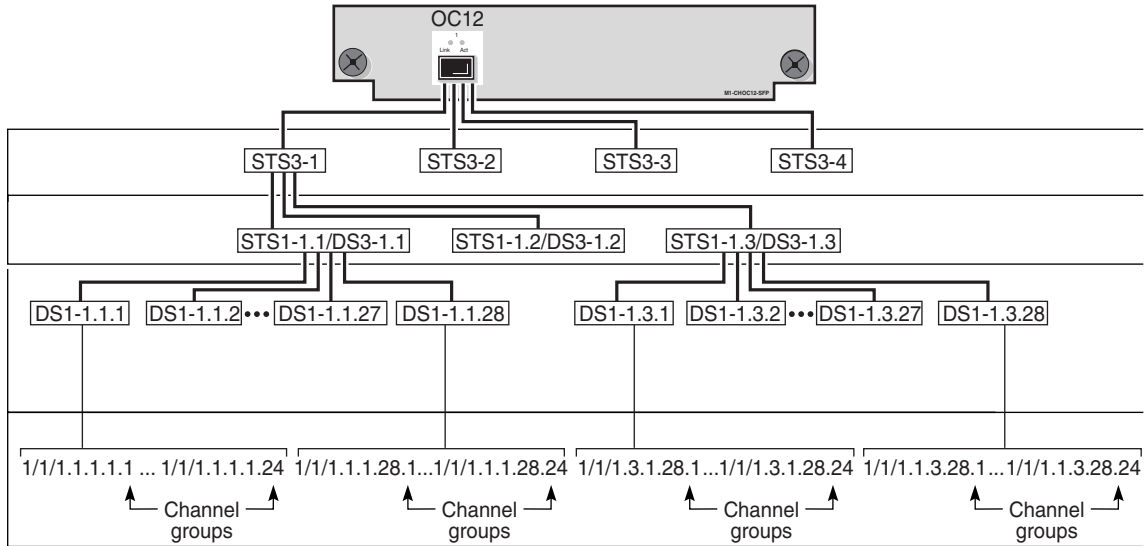 OC12
1
Link Act
M1-CHOC12-SFP
STS3-1 STS3-2 STS3-3 STS3-4
STS1-1.1/DS3-1.1 STS1-1.2/DS3-1.2 STS1-1.3/DS3-1.3
DS1-1.1.1 DS1-1.1.2 ••• DS1-1.1.27 DS1-1.1.28 DS1-1.3.1 DS1-1.3.2 ••• DS1-1.3.27 DS1-1.3.28
1/1/1.1.1.1.1.1 ... 1/1/1.1.1.1.1.24 1/1/1.1.1.1.28.1...1/1/1.1.1.28.24 1/1/1.3.1.28.1...1/1/1.3.1.28.24 1/1/1.1.3.28.1...1/1/1.1.3.28.24
Channel groups
Channel groups
Channel groups
Channel groups